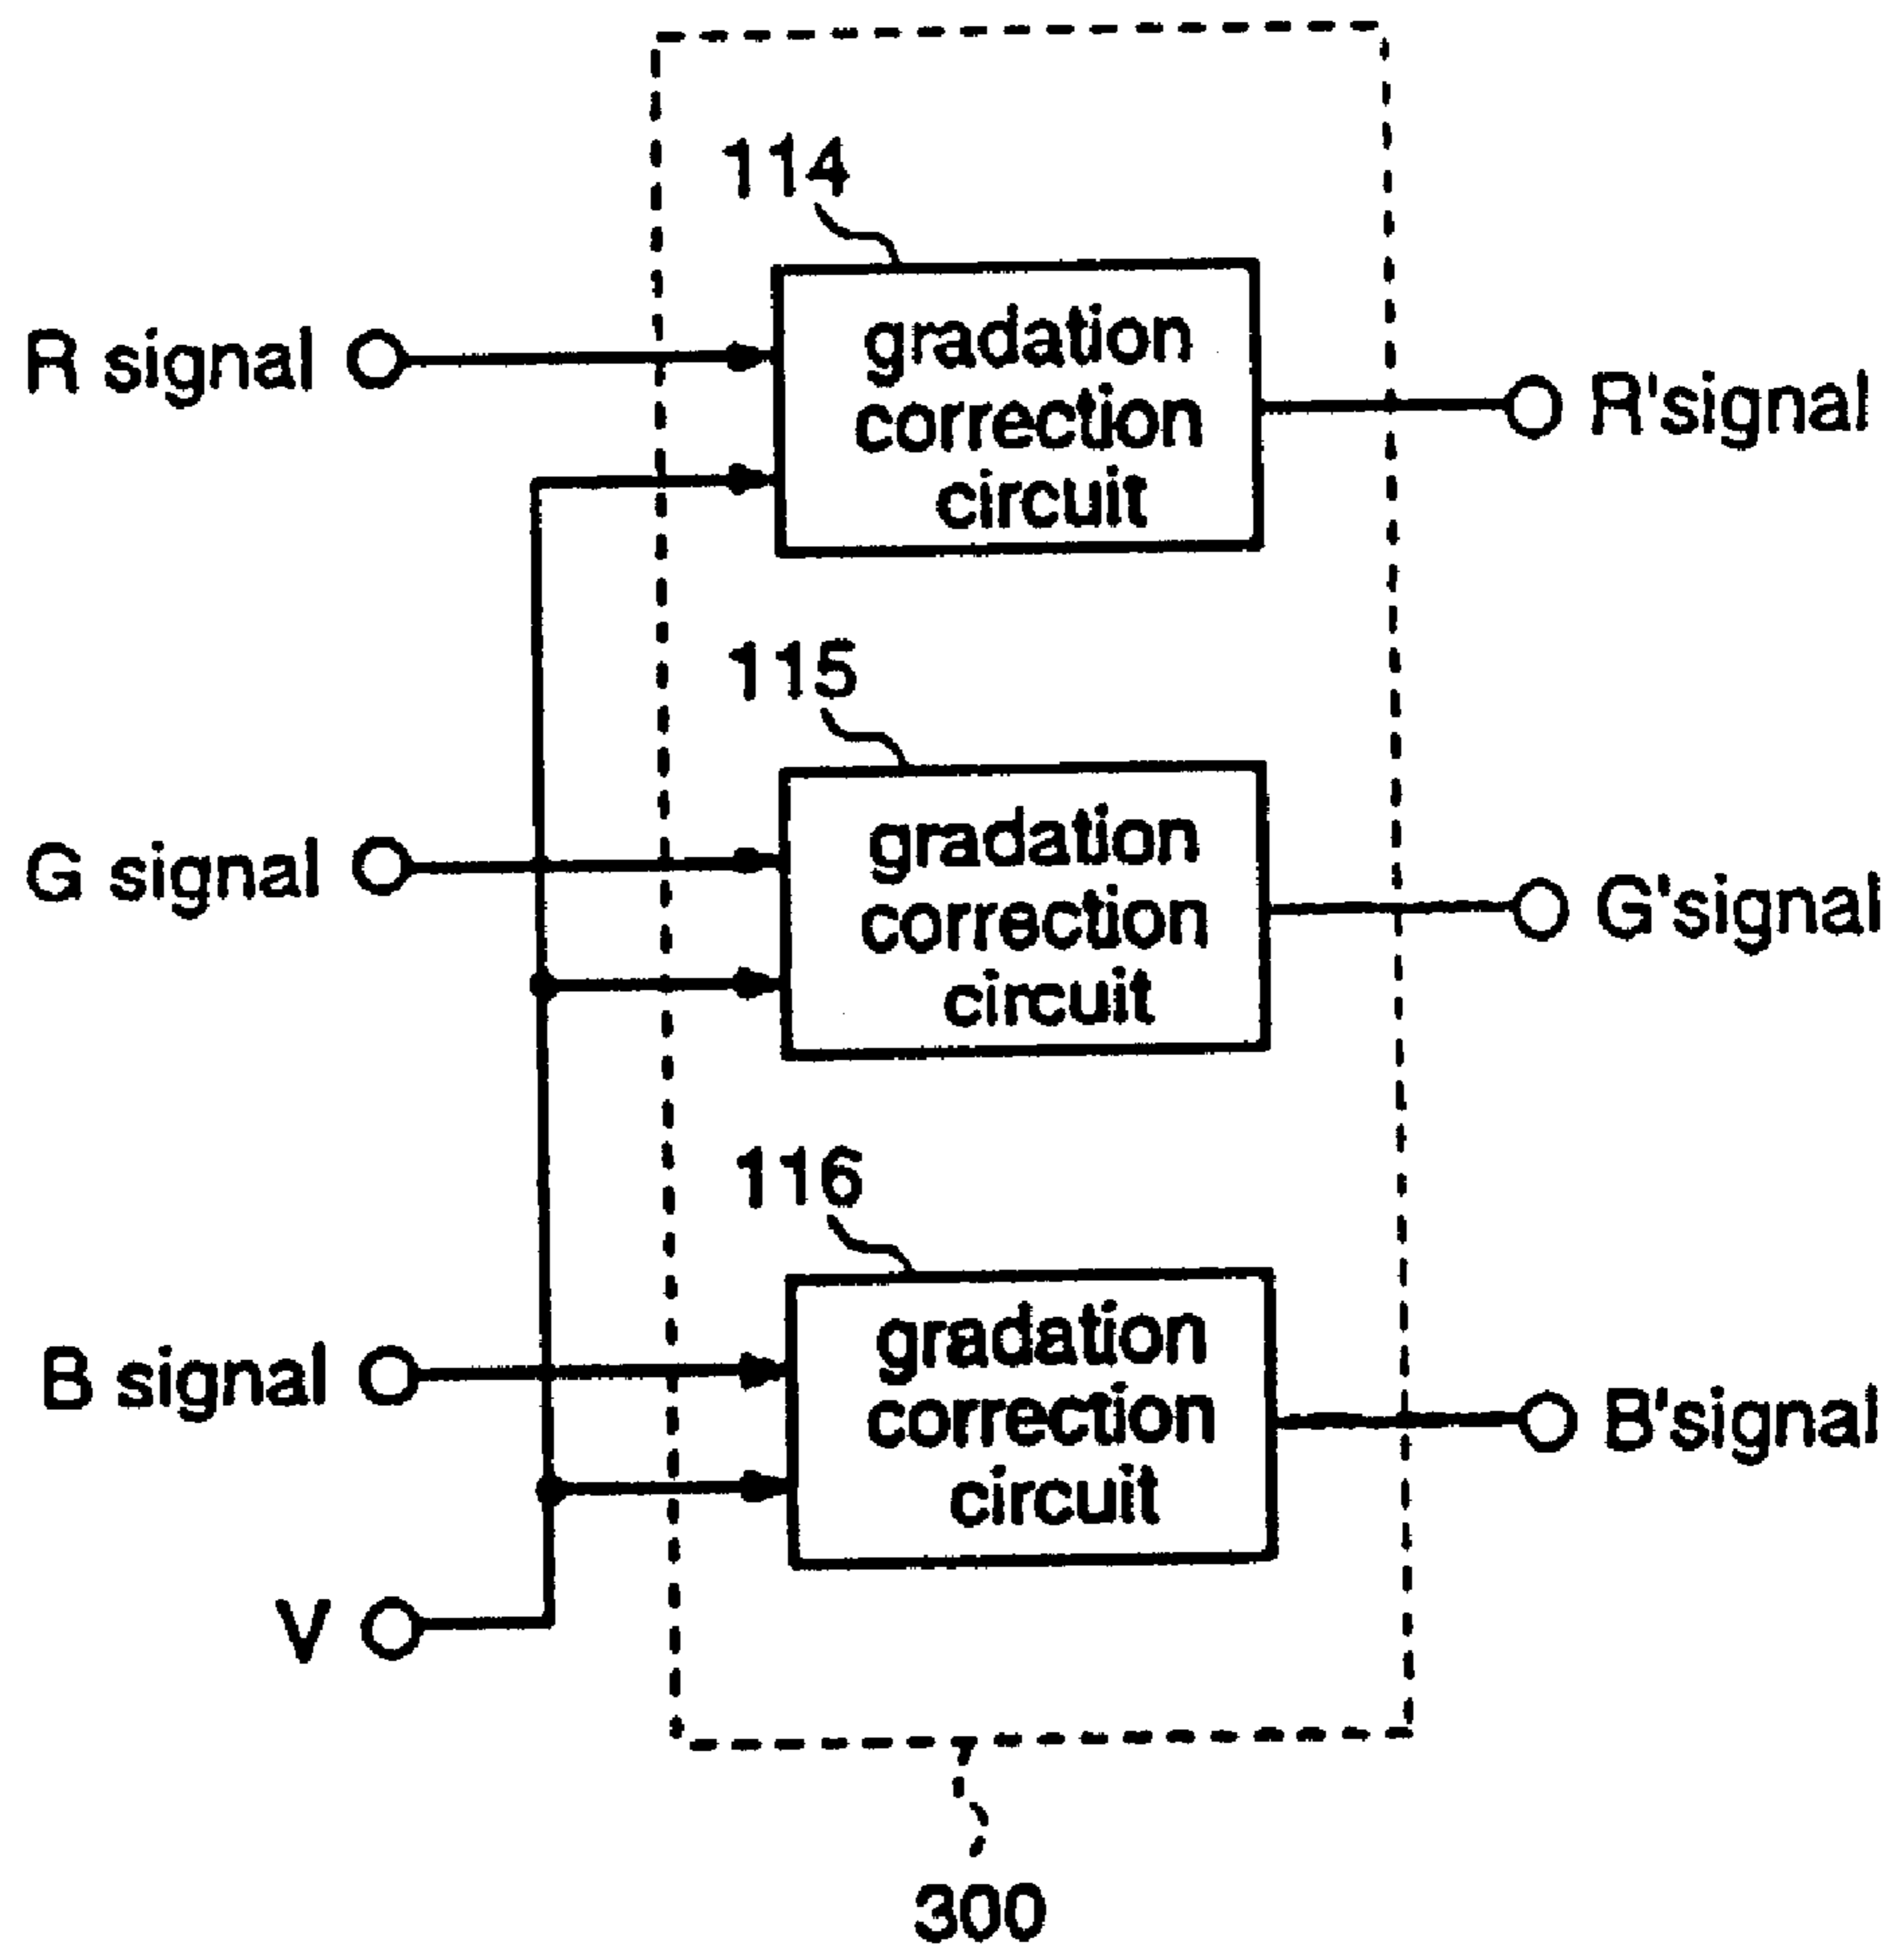 114
R signal
gradation
correction
circuit
R'signal
115
G signal
gradation
correction
circuit
G'signal
116
B signal
gradation
correction
circuit
B'signal
V
300